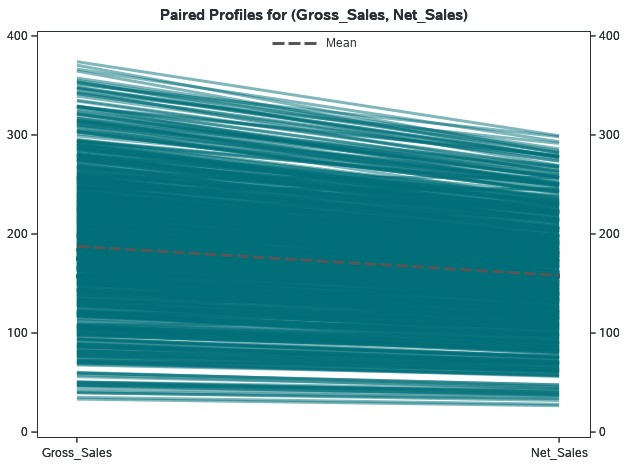 Paired Profiles for (Gross_Sales, Net_Sales)
400 400
Mean
300 300
200 200
100 100
0 0
Gross_Sales Net_Sales